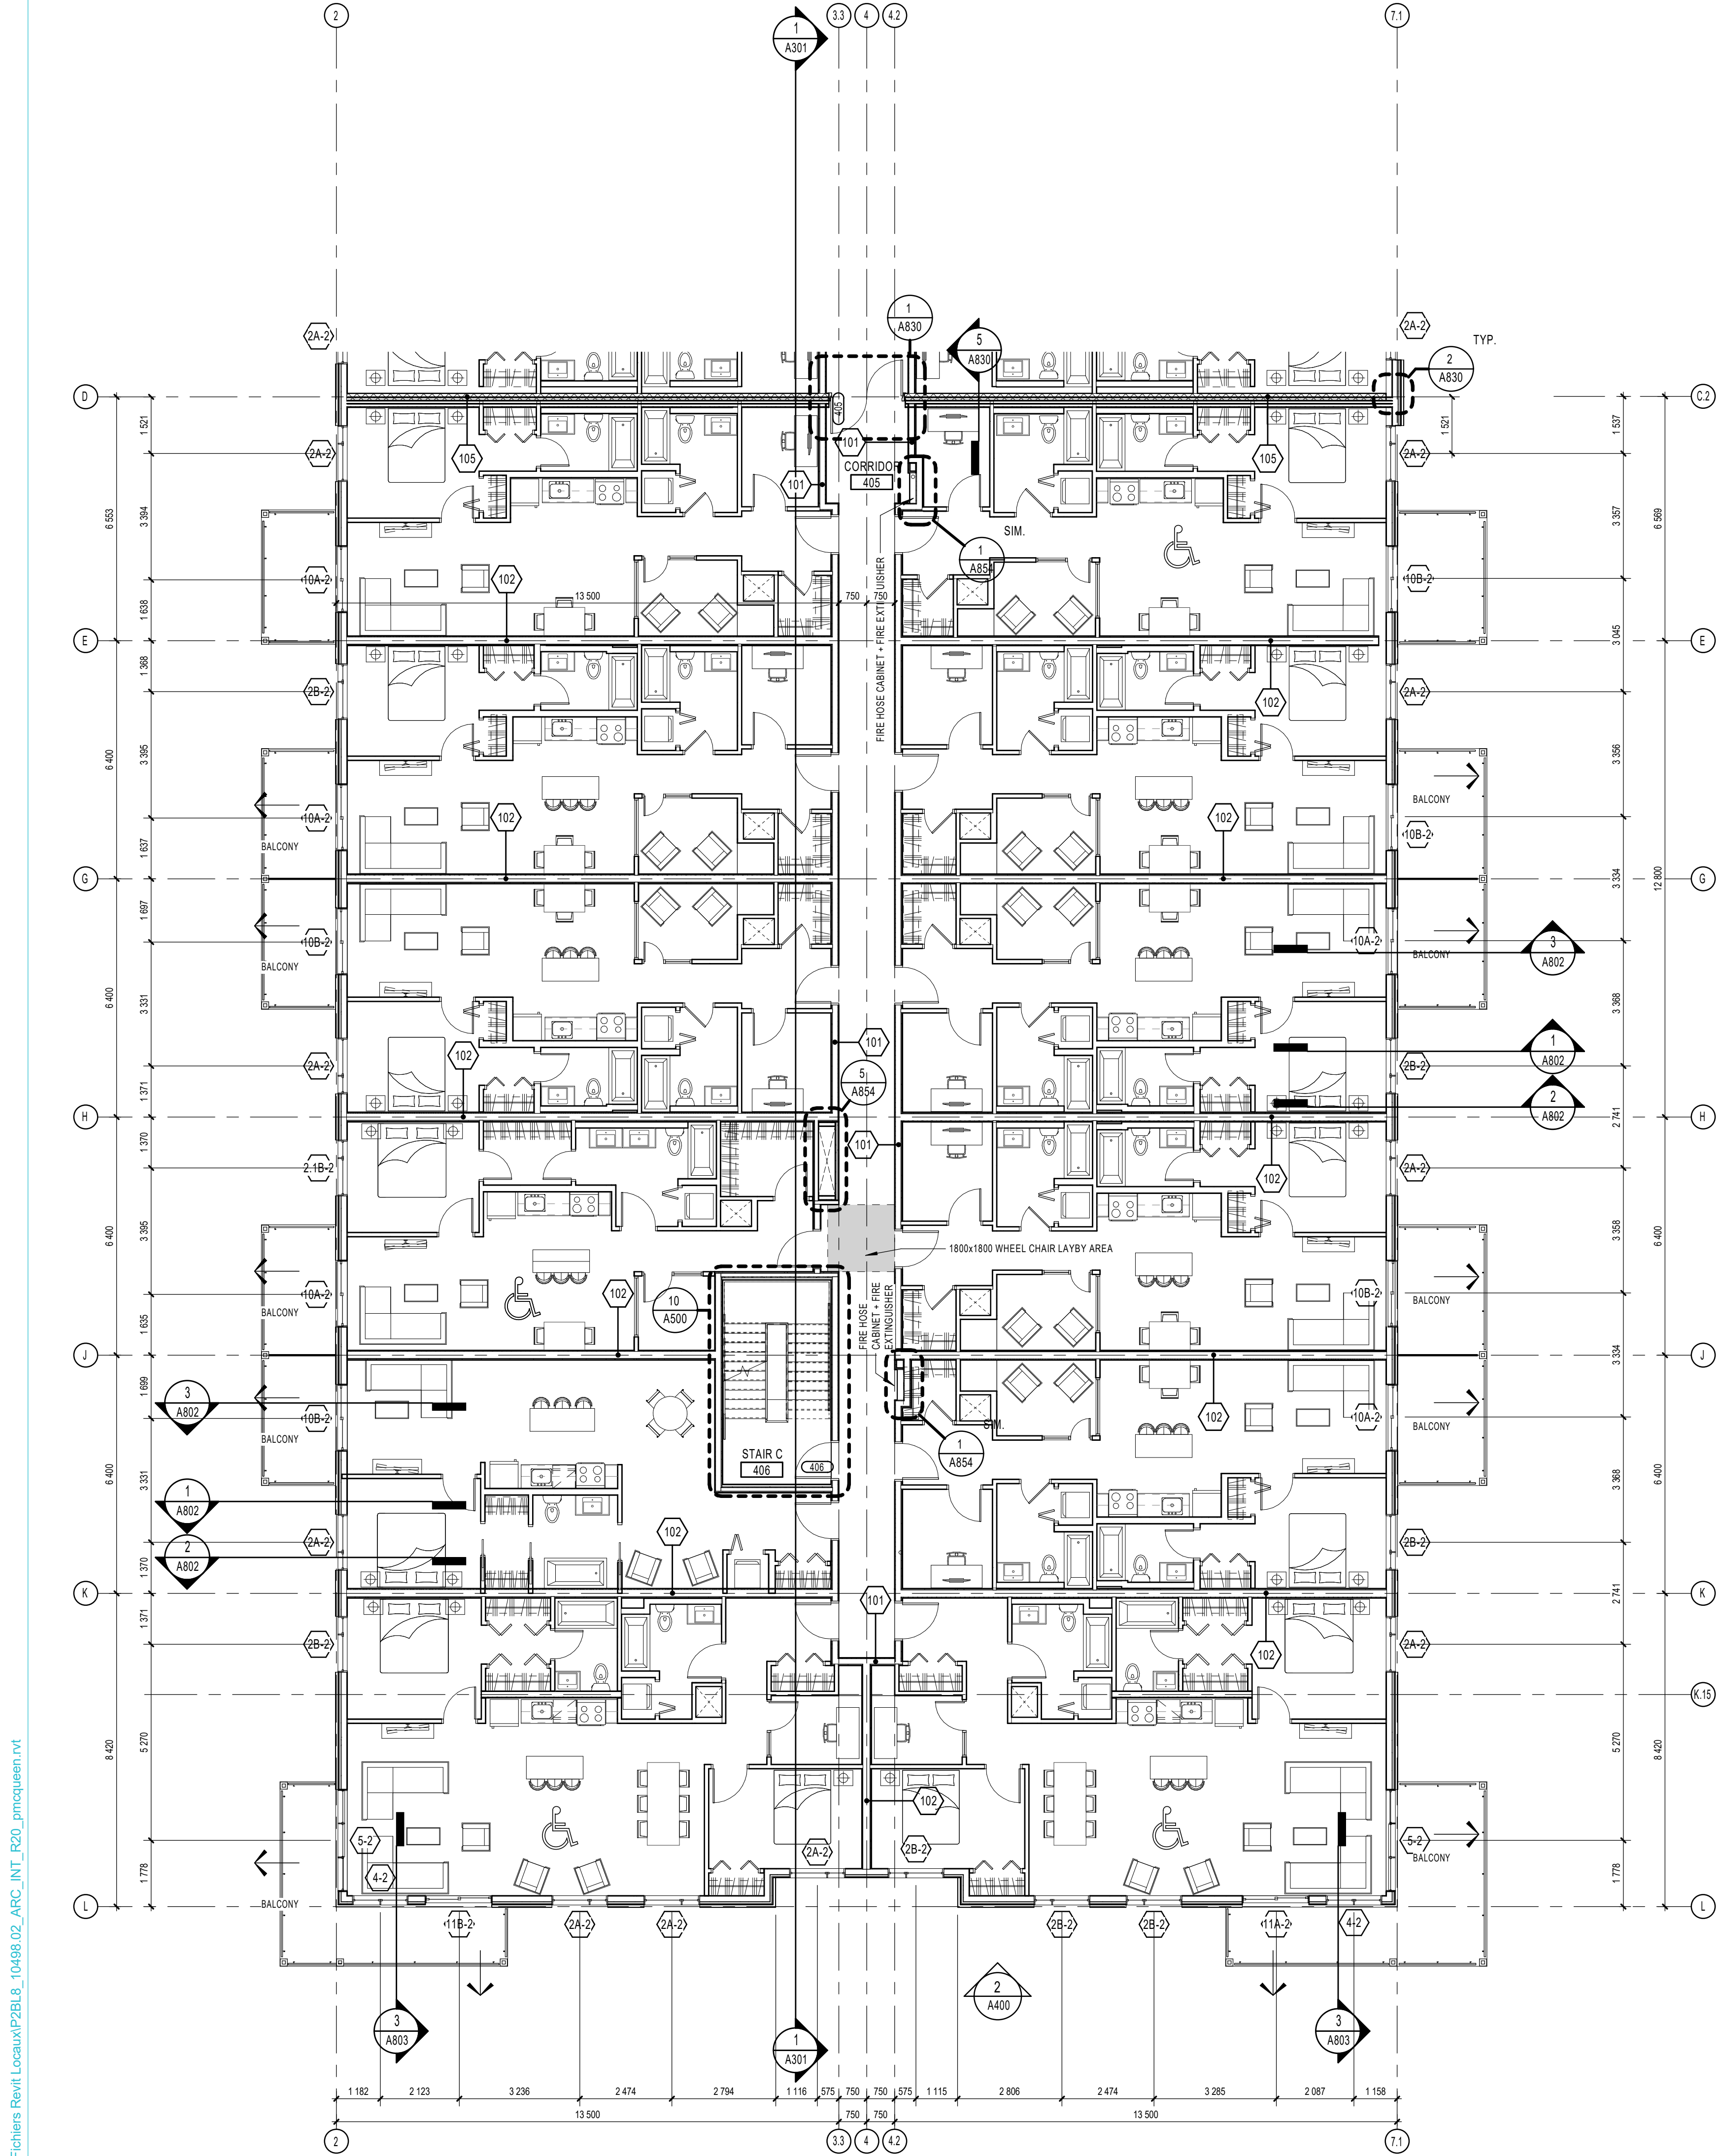 2
3.3
4
4.2
7.1
1
A301
1
A830
5
A830
2A-2
2A-2
TYP.
2
A830
D
C.2
405
1 521
1 521
1 537
101
2A-2
105
105
2A-2
CORRIDOR
405
101
6 553
3 394
3 357
6 569
SIM.
1
A854
FIRE HOSE CABINET + FIRE EXTINGUISHER
10A-2
102
10B-2
13 500
750
750
1 638
3 045
E
E
1 368
2B-2
2A-2
102
6 400
3 395
3 356
BALCONY
10A-2
102
102
10B-2
BALCONY
1 637
G
G
3 334
12 800
1 697
10B-2
10A-2
3
A802
BALCONY
BALCONY
6 400
3 331
3 368
101
1
A802
102
2A-2
5
A854
2B-2
1 371
2
A802
H
H
2 741
1 370
101
2.1B-2
2A-2
102
6 400
3 395
3 358
6 400
1800x1800 WHEEL CHAIR LAYBY AREA
10A-2
102
10
A500
10B-2
BALCONY
BALCONY
FIRE HOSE
CABINET + FIRE
EXTINGUISHER
1 635
J
J
3 334
1 699
3
A802
10B-2
102
10A-2
SIM.
BALCONY
BALCONY
1
A854
STAIR C
406
406
6 400
3 331
3 368
6 400
1
A802
2A-2
102
2B-2
2
A802
1 370
K
K
2 741
101
1 371
2B-2
2A-2
102
K.15
8 420
5 270
5 270
8 420
102
5-2
2A-2
2B-2
5-2
BALCONY
4-2
1 778
1 778
BALCONY
L
L
11B-2
2A-2
2A-2
2B-2
2B-2
11A-2
4-2
2
A400
3
A803
1
A301
3
A803
1 182
2 123
3 236
2 474
2 794
1 116
575
750
750
575
1 115
2 806
2 474
3 285
2 087
1 158
13 500
750
750
13 500
2
3.3
4
4.2
7.1
Fichiers Revit Locaux\P2BL8_10498.02_ARC_INT_R20_pmcqueen.rvt